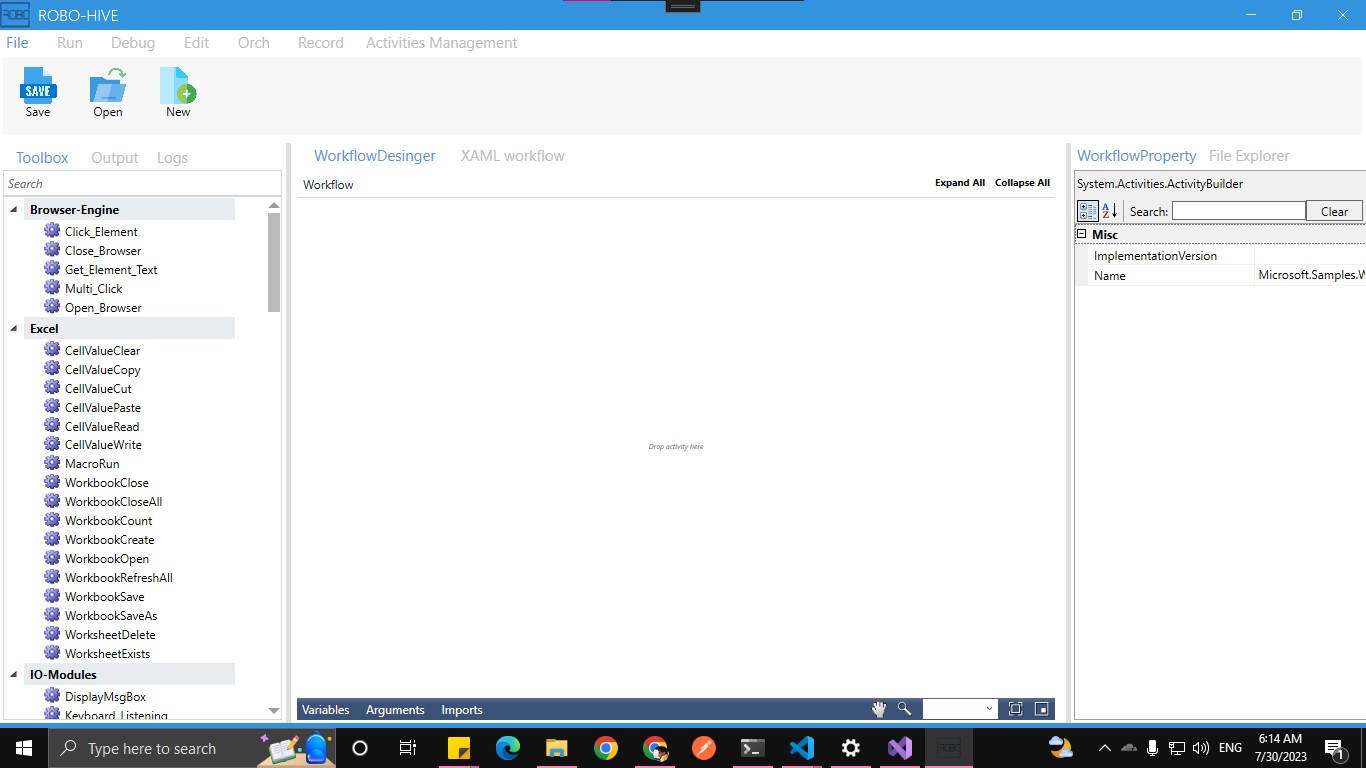 ROBO ROBO-HIVE
File Run Debug Edit Orch Record Activities Management
SAVE
Save Open New
Toolbox Output Logs
Search
Browser-Engine
Click_Element
Close_Browser
Get_Element_Text
Multi_Click
Open_Browser
Excel
CellValueClear
CellValueCopy
CellValueCut
CellValuePaste
CellValueRead
CellValueWrite
MacroRun
WorkbookClose
WorkbookCloseAll
WorkbookCount
WorkbookCreate
WorkbookOpen
WorkbookRefreshAll
WorkbookSave
WorkbookSaveAs
WorksheetDelete
WorksheetExists
IO-Modules
DisplayMsgBox
Keyboard_Listening
WorkflowDesinger XAML workflow
Workflow Expand All Collapse All
Drop activity here
Variables Arguments Imports
WorkflowProperty File Explorer
System.Activities.ActivityBuilder
A Z Search: Clear
Misc
ImplementationVersion
Name Microsoft.Samples.W
Type here to search
ROBO
ENG
6:14 AM
7/30/2023
1